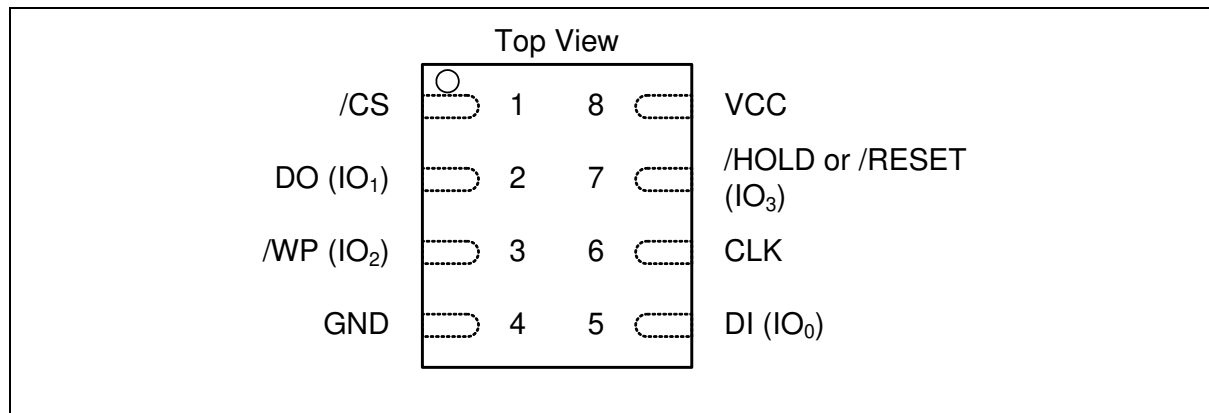 Top View
/CS 1 8 VCC
DO (IO₁) 2 7 /HOLD or /RESET
(IO₃)
/WP (IO₂) 3 6 CLK
GND 4 5 DI (IO₀)